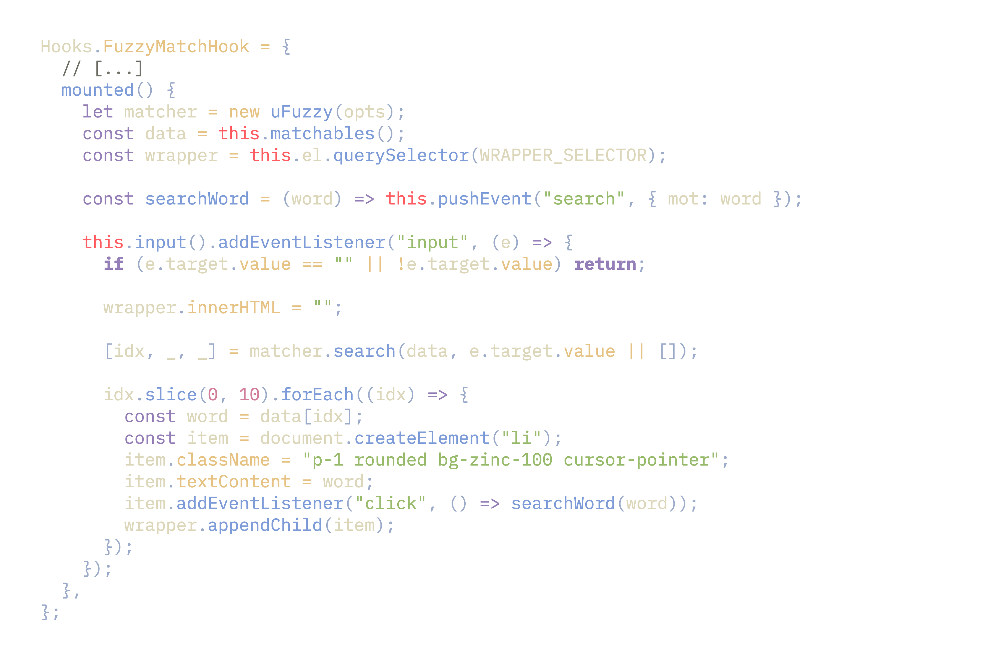 Hooks.FuzzyMatchHook = {
  // [...]
  mounted() {
    let matcher = new uFuzzy(opts);
    const data = this.matchables();
    const wrapper = this.el.querySelector(WRAPPER_SELECTOR);

    const searchWord = (word) => this.pushEvent("search", { mot: word });

    this.input().addEventListener("input", (e) => {
      if (e.target.value == "" || !e.target.value) return;

      wrapper.innerHTML = "";

      [idx, _, _] = matcher.search(data, e.target.value || []);

      idx.slice(0, 10).forEach((idx) => {
        const word = data[idx];
        const item = document.createElement("li");
        item.className = "p-1 rounded bg-zinc-100 cursor-pointer";
        item.textContent = word;
        item.addEventListener("click", () => searchWord(word));
        wrapper.appendChild(item);
      });
    });
  },
};